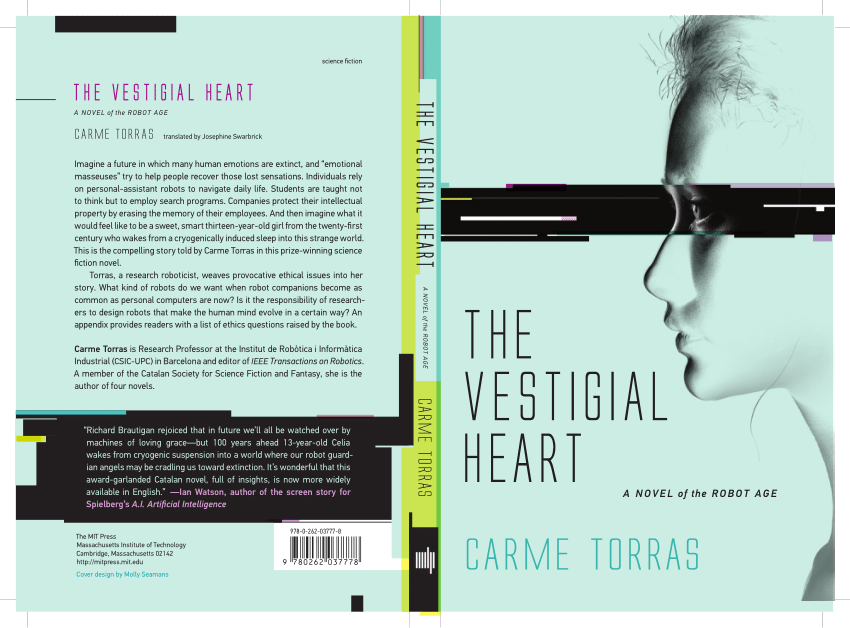 science fiction
THE VESTIGIAL HEART
A NOVEL of the ROBOT AGE
CARME TORRAS translated by Josephine Swarbrick
Imagine a future in which many human emotions are extinct, and "emotional
masseuses" try to help people recover those lost sensations. Individuals rely
on personal-assistant robots to navigate daily life. Students are taught not
to think but to employ search programs. Companies protect their intellectual
property by erasing the memory of their employees. And then imagine what it
would feel like to be a sweet, smart thirteen-year-old girl from the twenty-first
century who wakes from a cryogenically induced sleep into this strange world.
This is the compelling story told by Carme Torras in this prize-winning science
fiction novel.
Torras, a research roboticist, weaves provocative ethical issues into her
story. What kind of robots do we want when robot companions become as
common as personal computers are now? Is it the responsibility of research-
ers to design robots that make the human mind evolve in a certain way? An
appendix provides readers with a list of ethics questions raised by the book.
Carme Torras is Research Professor at the Institut de Robòtica i Informàtica
Industrial (CSIC-UPC) in Barcelona and editor of IEEE Transactions on Robotics.
A member of the Catalan Society for Science Fiction and Fantasy, she is the
author of four novels.
"Richard Brautigan rejoiced that in future we'll all be watched over by
machines of loving grace—but 100 years ahead 13-year-old Celia
wakes from cryogenic suspension into a world where our robot guard-
ian angels may be cradling us toward extinction. It's wonderful that this
award-garlanded Catalan novel, full of insights, is now more widely
available in English." —Ian Watson, author of the screen story for
Spielberg's A.I. Artificial Intelligence
The MIT Press
Massachusetts Institute of Technology
Cambridge, Massachusetts 02142
http://mitpress.mit.edu
Cover design by Molly Seamans
978-0-262-03777-8
9 780262 037778
THE VESTIGIAL HEART
A NOVEL of the ROBOT AGE
CARME TORRAS
THE
VESTIGIAL
HEART
A NOVEL of the ROBOT AGE
CARME TORRAS